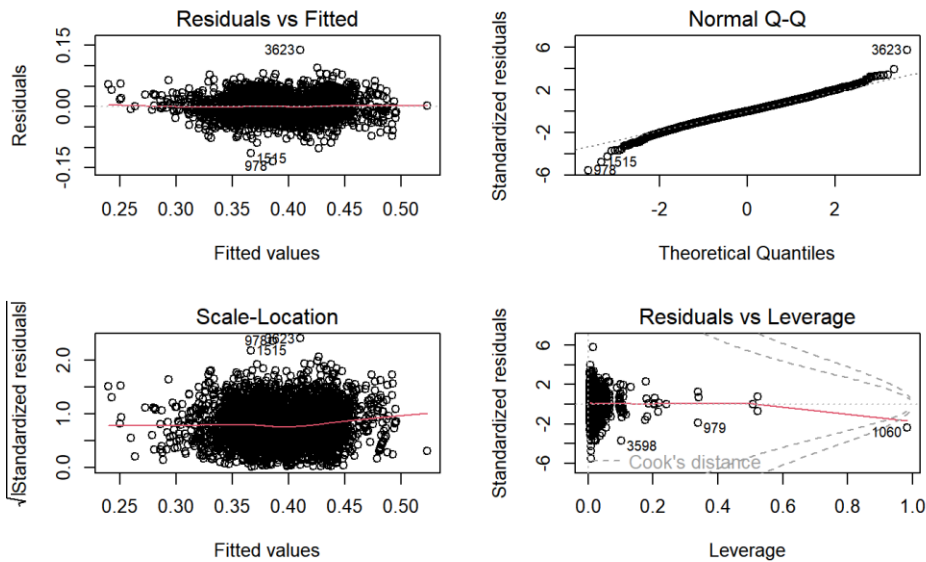 Residuals vs Fitted
Residuals
0.15
0.00
-0.15
3623
1515
978
0.25 0.30 0.35 0.40 0.45 0.50
Fitted values
Normal Q-Q
Standardized residuals
6
2
-2
-6
3623
1515
978
-2 0 2
Theoretical Quantiles
Scale-Location
√|Standardized residuals|
2.0
1.0
0.0
978 3623
1515
0.25 0.30 0.35 0.40 0.45 0.50
Fitted values
Residuals vs Leverage
Standardized residuals
6
2
-2
-6
979
1060
3598
Cook's distance
0.0 0.2 0.4 0.6 0.8 1.0
Leverage